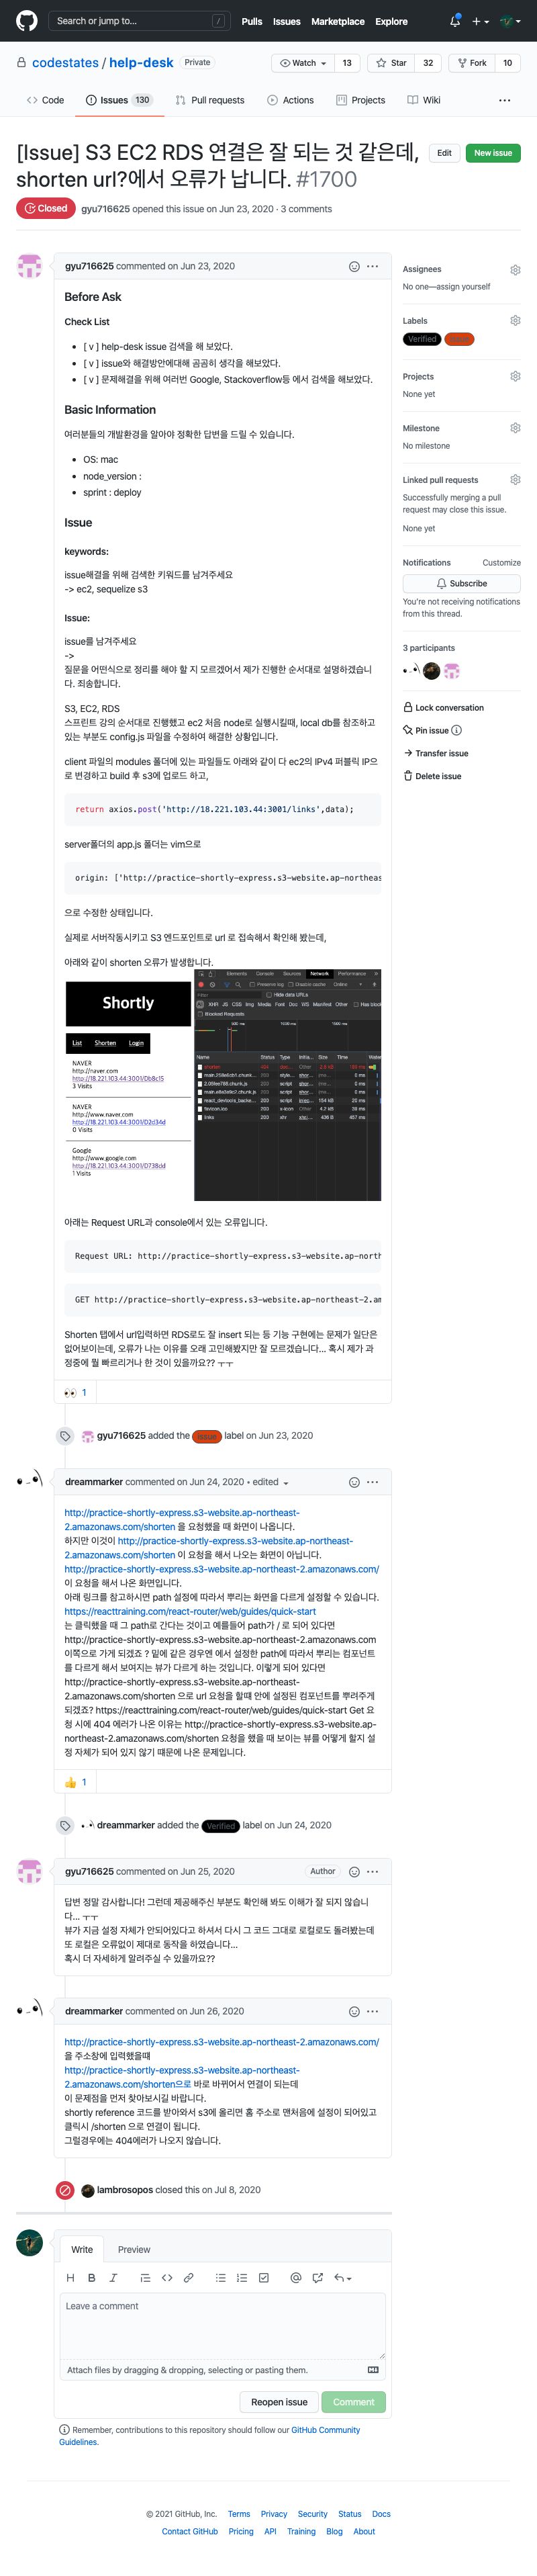 Search or jump to...
/
Pulls Issues Marketplace Explore
codestates / help-desk Private
Watch 13
Star 32
Fork 10
Code
Issues 130
Pull requests
Actions
Projects
Wiki
[Issue] S3 EC2 RDS 연결은 잘 되는 것 같은데,
shorten url?에서 오류가 납니다. #1700
Edit
New issue
Closed
gyu716625 opened this issue on Jun 23, 2020 · 3 comments
gyu716625 commented on Jun 23, 2020
Before Ask
Check List
[ v ] help-desk issue 검색을 해 보았다.
[ v ] issue와 해결방안에대해 곰곰히 생각을 해보았다.
[ v ] 문제해결을 위해 여러번 Google, Stackoverflow등 에서 검색을 해보았다.
Basic Information
여러분들의 개발환경을 알아야 정확한 답변을 드릴 수 있습니다.
OS: mac
node_version :
sprint : deploy
Issue
keywords:
issue해결을 위해 검색한 키워드를 남겨주세요
-> ec2, sequelize s3
Issue:
issue를 남겨주세요
->
질문을 어떤식으로 정리를 해야 할 지 모르겠어서 제가 진행한 순서대로 설명하겠습니
다. 죄송합니다.
S3, EC2, RDS
스프린트 강의 순서대로 진행했고 ec2 처음 node로 실행시킬때, local db를 참조하고
있는 부분도 config.js 파일을 수정하여 해결한 상황입니다.
client 파일의 modules 폴더에 있는 파일들도 아래와 같이 다 ec2의 IPv4 퍼블릭 IP으
로 변경하고 build 후 s3에 업로드 하고,
return axios.post('http://18.221.103.44:3001/links',data);
server폴더의 app.js 폴더는 vim으로
origin: ['http://practice-shortly-express.s3-website.ap-northeas
으로 수정한 상태입니다.
실제로 서버작동시키고 S3 엔드포인트로 url 로 접속해서 확인해 봤는데,
아래와 같이 shorten 오류가 발생합니다.
Shortly
List Shorten Login
NAVER
http://naver.com
http://18.221.103.44:3001/Db8c15
3 Visits
NAVER
http://www.naver.com
http://18.221.103.44:3001/D2d34d
0 Visits
Google
http://www.google.com
http://18.221.103.44:3001/D738dd
1 Visits
Elements Console Sources Network Performance
Preserve log Disable cache Online
Hide data URLs
XHR JS CSS Img Media Font Doc WS Manifest Other
Blocked Requests
Name Status Type Size Time
아래는 Request URL과 console에서 있는 오류입니다.
Request URL: http://practice-shortly-express.s3-website.ap-north
GET http://practice-shortly-express.s3-website.ap-northeast-2.am
Shorten 탭에서 url입력하면 RDS로도 잘 insert 되는 등 기능 구현에는 문제가 일단은
없어보이는데, 오류가 나는 이유를 오래 고민해봤지만 잘 모르겠습니다... 혹시 제가 과
정중에 뭘 빠르리거나 한 것이 있을까요?? ㅜㅜ
1
gyu716625 added the issue label on Jun 23, 2020
dreammarker commented on Jun 24, 2020 • edited
http://practice-shortly-express.s3-website.ap-northeast-
2.amazonaws.com/shorten 을 요청했을 때 화면이 나옵니다.
하지만 이것이 http://practice-shortly-express.s3-website.ap-northeast-
2.amazonaws.com/shorten 이 요청을 해서 나오는 화면이 아닙니다.
http://practice-shortly-express.s3-website.ap-northeast-2.amazonaws.com/
이 요청을 해서 나온 화면입니다.
아래 링크를 참고하시면 path 설정에 따라서 뿌리는 화면을 다르게 설정할 수 있습니다.
https://reacttraining.com/react-router/web/guides/quick-start
는 클릭했을 때 그 path로 간다는 것이고 예를들어 path가 / 로 되어 있다면
http://practice-shortly-express.s3-website.ap-northeast-2.amazonaws.com
이쪽으로 가게 되겠죠 ? 밑에 같은 경우엔 에서 설정한 path에 따라서 뿌리는 컴포넌트
를 다르게 해서 보여지는 뷰가 다르게 하는 것입니다. 이렇게 되어 있다면
http://practice-shortly-express.s3-website.ap-northeast-
2.amazonaws.com/shorten 으로 url 요청을 할때 안에 설정된 컴포넌트를 뿌려주게
되겠죠? https://reacttraining.com/react-router/web/guides/quick-start Get 요
청 시에 404 에러가 나온 이유는 http://practice-shortly-express.s3-website.ap-
northeast-2.amazonaws.com/shorten 요청을 했을 때 보이는 뷰를 어떻게 할지 설
정 자체가 되어 있지 않기 때문에 나온 문제입니다.
1
dreammarker added the Verified label on Jun 24, 2020
gyu716625 commented on Jun 25, 2020
Author
답변 정말 감사합니다! 그런데 제공해주신 부분도 확인해 봐도 이해가 잘 되지 않습니
다... ㅜㅜ
뷰가 지금 설정 자체가 안되어있다고 하셔서 다시 그 코드 그대로 로컬로도 돌려봤는데
또 로컬은 오류없이 제대로 동작을 하였습니다...
혹시 더 자세하게 알려주실 수 있을까요??
dreammarker commented on Jun 26, 2020
http://practice-shortly-express.s3-website.ap-northeast-2.amazonaws.com/
을 주소창에 입력했을때
http://practice-shortly-express.s3-website.ap-northeast-
2.amazonaws.com/shorten으로 바로 바뀌어서 연결이 되는데
이 문제점을 먼저 찾아보시길 바랍니다.
shortly reference 코드를 받아와서 s3에 올리면 홈 주소로 맨처음에 설정이 되어있고
클릭시 /shorten 으로 연결이 됩니다.
그럴경우에는 404에러가 나오지 않습니다.
lambrosopos closed this on Jul 8, 2020
Write Preview
Leave a comment
Attach files by dragging & dropping, selecting or pasting them.
Reopen issue
Comment
Remember, contributions to this repository should follow our GitHub Community
Guidelines.
Assignees
No one—assign yourself
Labels
Verified issue
Projects
None yet
Milestone
No milestone
Linked pull requests
Successfully merging a pull
request may close this issue.
None yet
Notifications Customize
Subscribe
You're not receiving notifications
from this thread.
3 participants
Lock conversation
Pin issue
Transfer issue
Delete issue
© 2021 GitHub, Inc. Terms Privacy Security Status Docs
Contact GitHub Pricing API Training Blog About